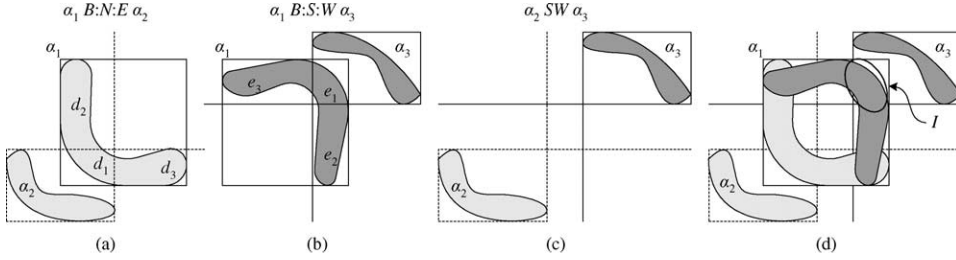 α₁ B:N:E α₂
α₁ B:S:W α₃
α₂ SW α₃
α₁
d₂
d₁
d₃
α₂
(a)
α₁
α₃
e₃
e₁
e₂
(b)
α₃
α₂
(c)
α₁
α₃
I
α₂
(d)